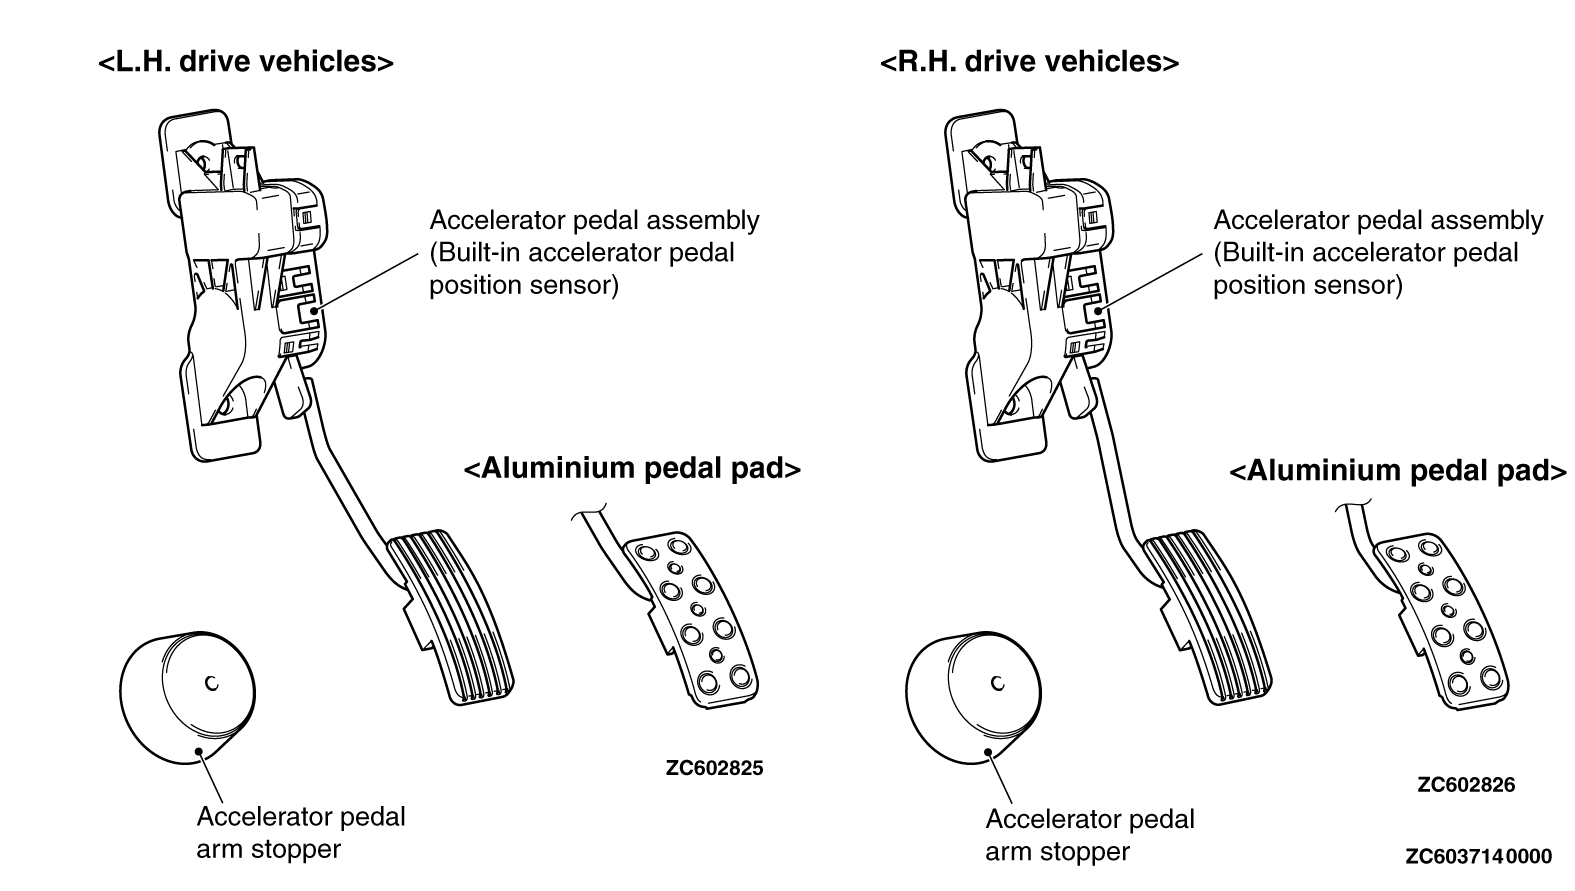 <L.H. drive vehicles>
Accelerator pedal assembly
(Built-in accelerator pedal
position sensor)
<Aluminium pedal pad>
ZC602825
Accelerator pedal
arm stopper
<R.H. drive vehicles>
Accelerator pedal assembly
(Built-in accelerator pedal
position sensor)
<Aluminium pedal pad>
ZC602826
Accelerator pedal
arm stopper
ZC6037140000